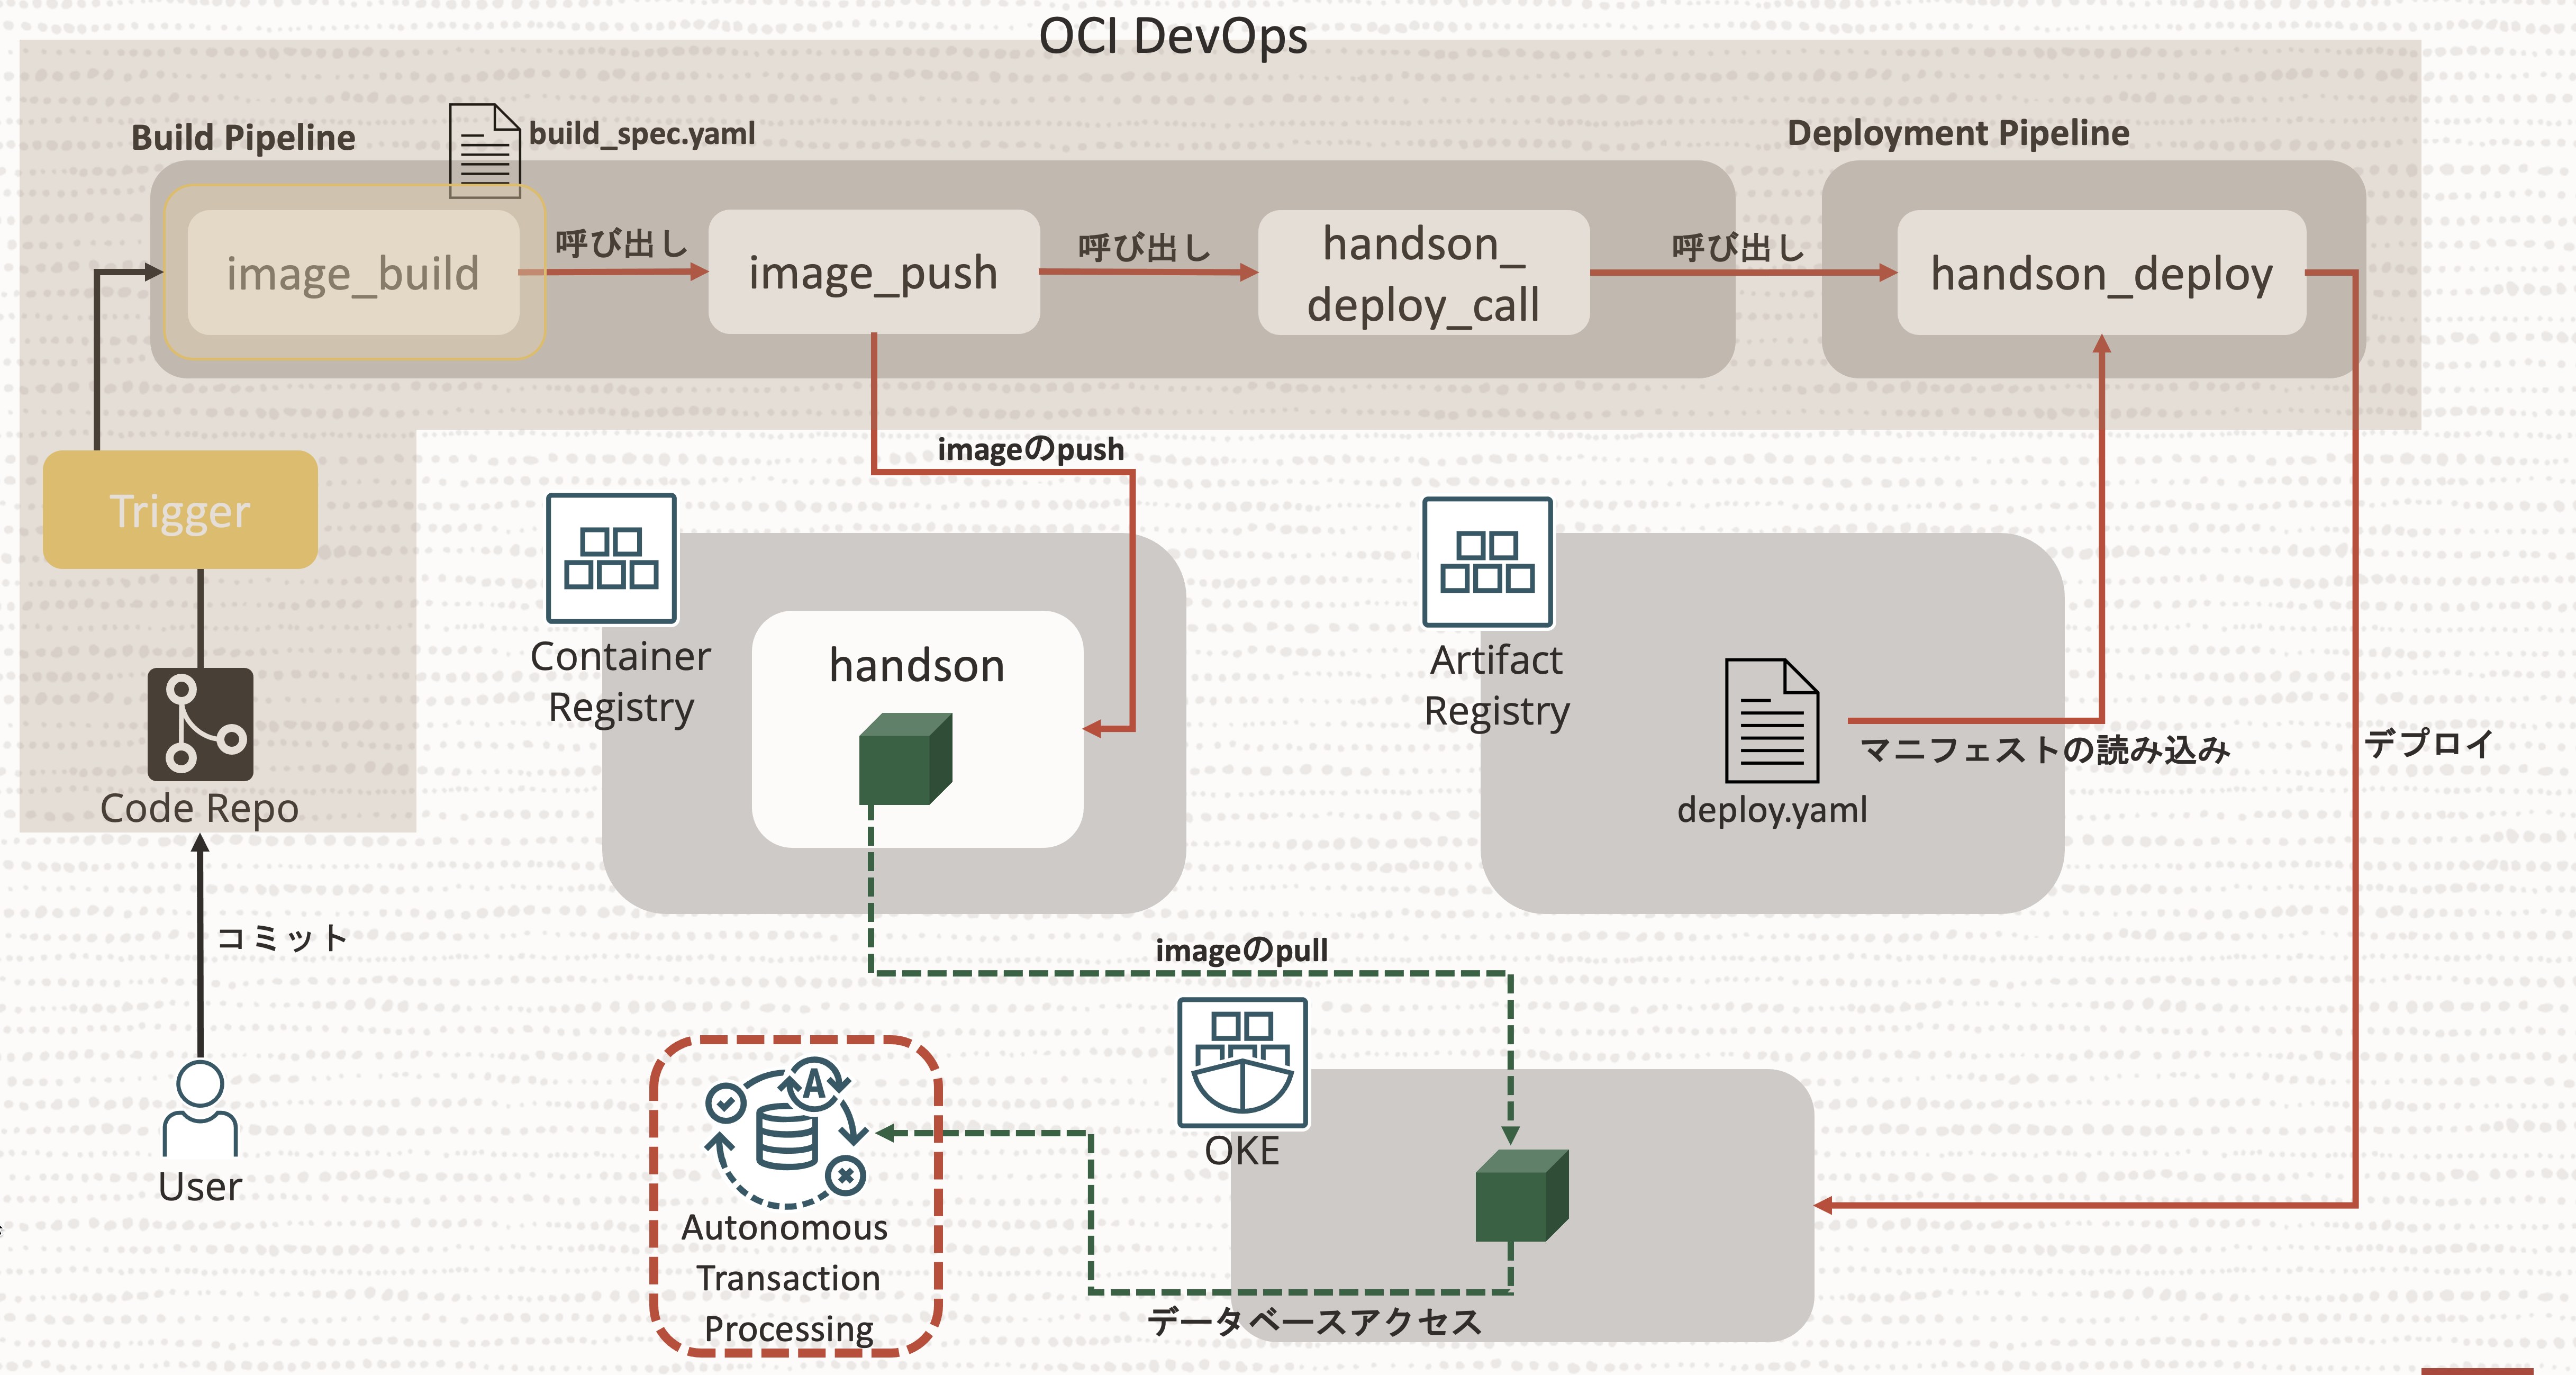 OCI DevOps
Build Pipeline
build_spec.yaml
Deployment Pipeline
image_build
呼び出し
image_push
呼び出し
handson_
deploy_call
呼び出し
handson_deploy
Trigger
imageのpush
Container
Registry
handson
Artifact
Registry
deploy.yaml
マニフェストの読み込み
デプロイ
Code Repo
コミット
imageのpull
User
OKE
A
Autonomous
Transaction
Processing
データベースアクセス